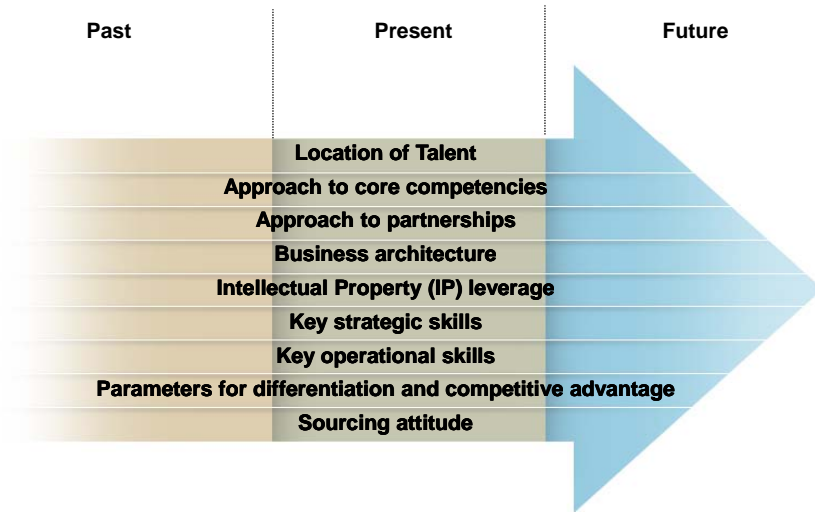 Past Present Future
Location of Talent
Approach to core competencies
Approach to partnerships
Business architecture
Intellectual Property (IP) leverage
Key strategic skills
Key operational skills
Parameters for differentiation and competitive advantage
Sourcing attitude